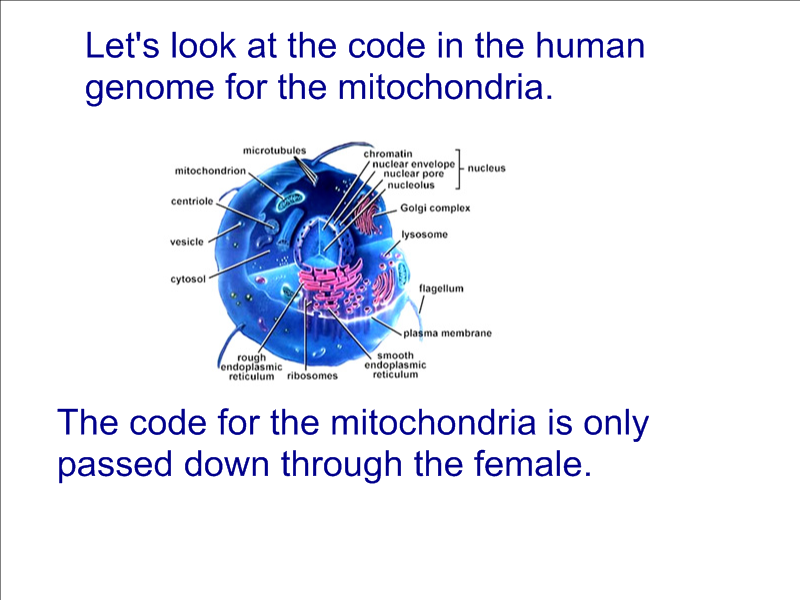 Let's look at the code in the human
genome for the mitochondria.
microtubules
mitochondrion
centriole
vesicle
cytosol
chromatin
nuclear envelope
nuclear pore
nucleolus
nucleus
Golgi complex
lysosome
flagellum
plasma membrane
rough
endoplasmic
reticulum
ribosomes
smooth
endoplasmic
reticulum
The code for the mitochondria is only
passed down through the female.